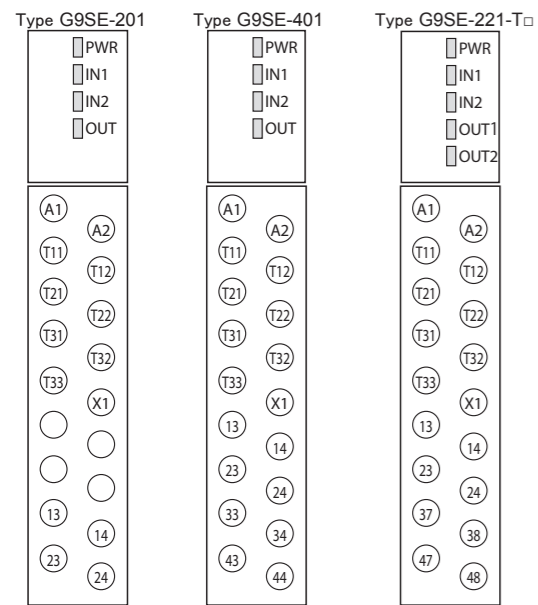 Type G9SE-201
PWR
IN1
IN2
OUT
A1
A2
T11
T12
T21
T22
T31
T32
T33
X1
13
14
23
24
Type G9SE-401
PWR
IN1
IN2
OUT
A1
A2
T11
T12
T21
T22
T31
T32
T33
X1
13
14
23
24
33
34
43
44
Type G9SE-221-T□
PWR
IN1
IN2
OUT1
OUT2
A1
A2
T11
T12
T21
T22
T31
T32
T33
X1
13
14
23
24
37
38
47
48